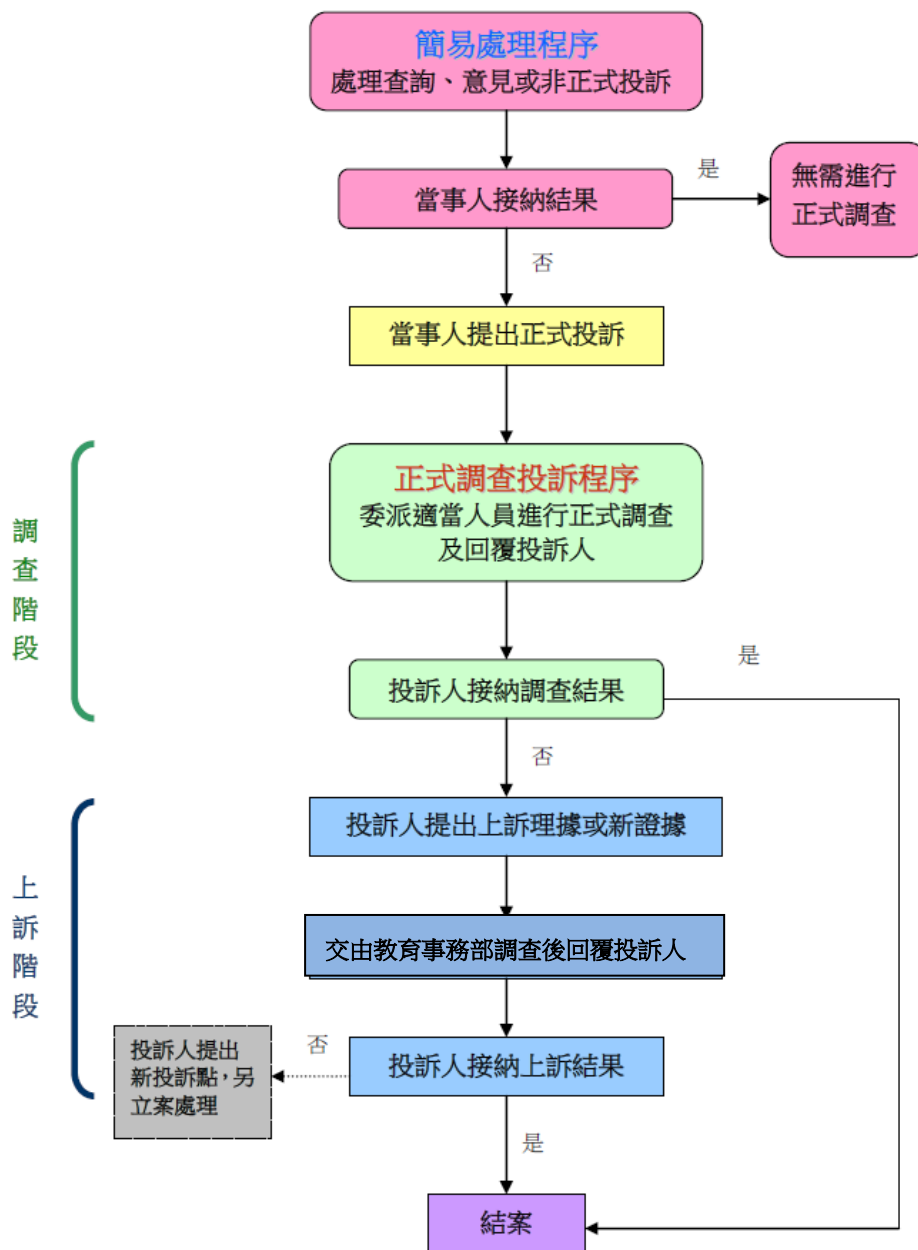 簡易處理程序
處理查詢、意見或非正式投訴
是
無需進行
正式調查
當事人接納結果
否
當事人提出正式投訴
調查階段
正式調查投訴程序
委派適當人員進行正式調查
及回覆投訴人
是
投訴人接納調查結果
否
上訴階段
投訴人提出上訴理據或新證據
交由教育事務部調查後回覆投訴人
投訴人接納上訴結果
否
投訴人提出
新投訴點，另
立案處理
是
結案